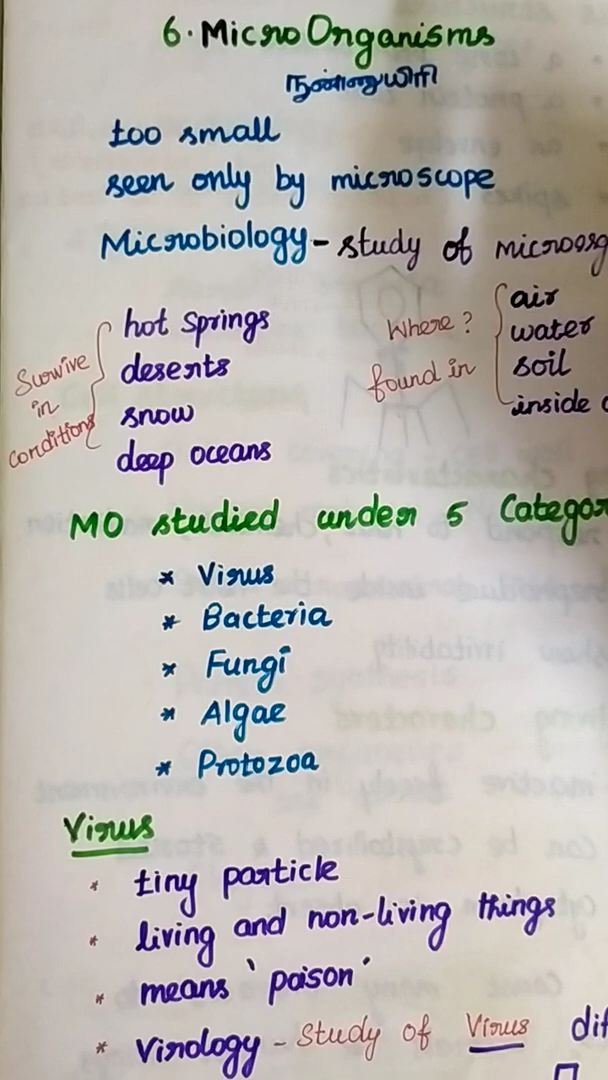 6. Micro Organisms
நுண்ணுயிரி
too small
seen only by microscope
Microbiology - study of
Survive in conditions
hot springs
deserts
snow
deep oceans
Where?
found in
air
water
soil
inside
MO studied under 5
* Virus
* Bacteria
* Fungi
* Algae
* Protozoa
Virus
* tiny particle
* living and non-living things
* means 'poison'
* Virology - Study of Virus